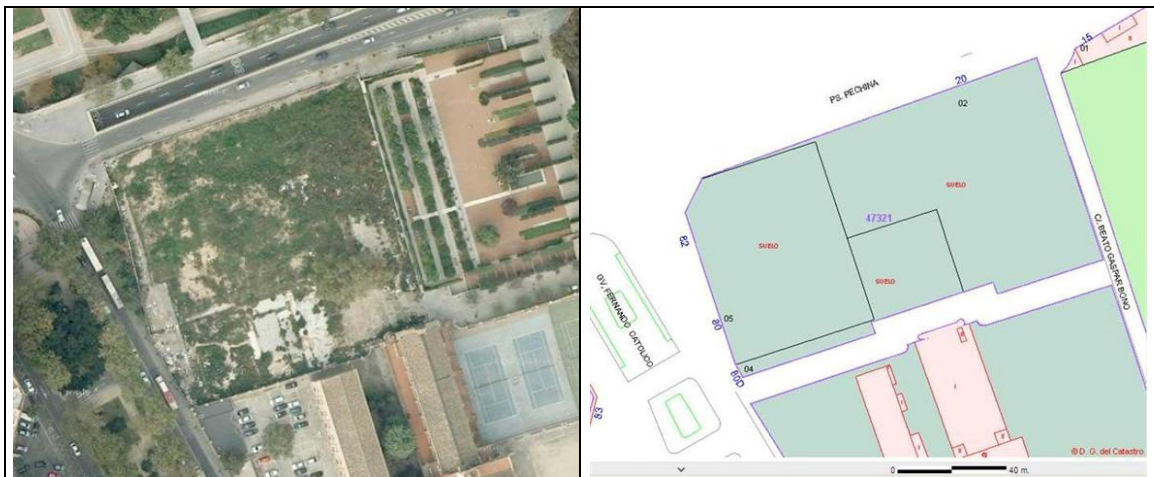 PS. PECHINA
20
02
15
01
SUELO
47321
SUELO
SUELO
82
80
05
04
80D
83
GV. FERNANDO CATOLICO
C/. BEATO GASPAR BONO
I
© D. G. del Catastro
0
40 m.